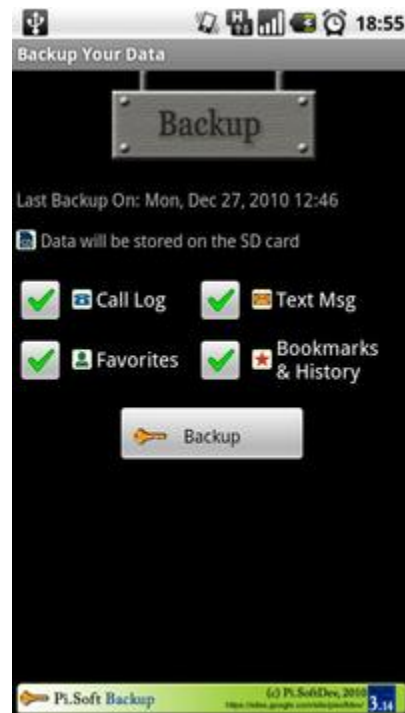 18:55
Backup Your Data
Backup
Last Backup On: Mon, Dec 27, 2010 12:46
Data will be stored on the SD card
Call Log
Text Msg
Favorites
Bookmarks
& History
Backup
Pi.Soft Backup
(c) Pi.SoftDev, 2010
3.14